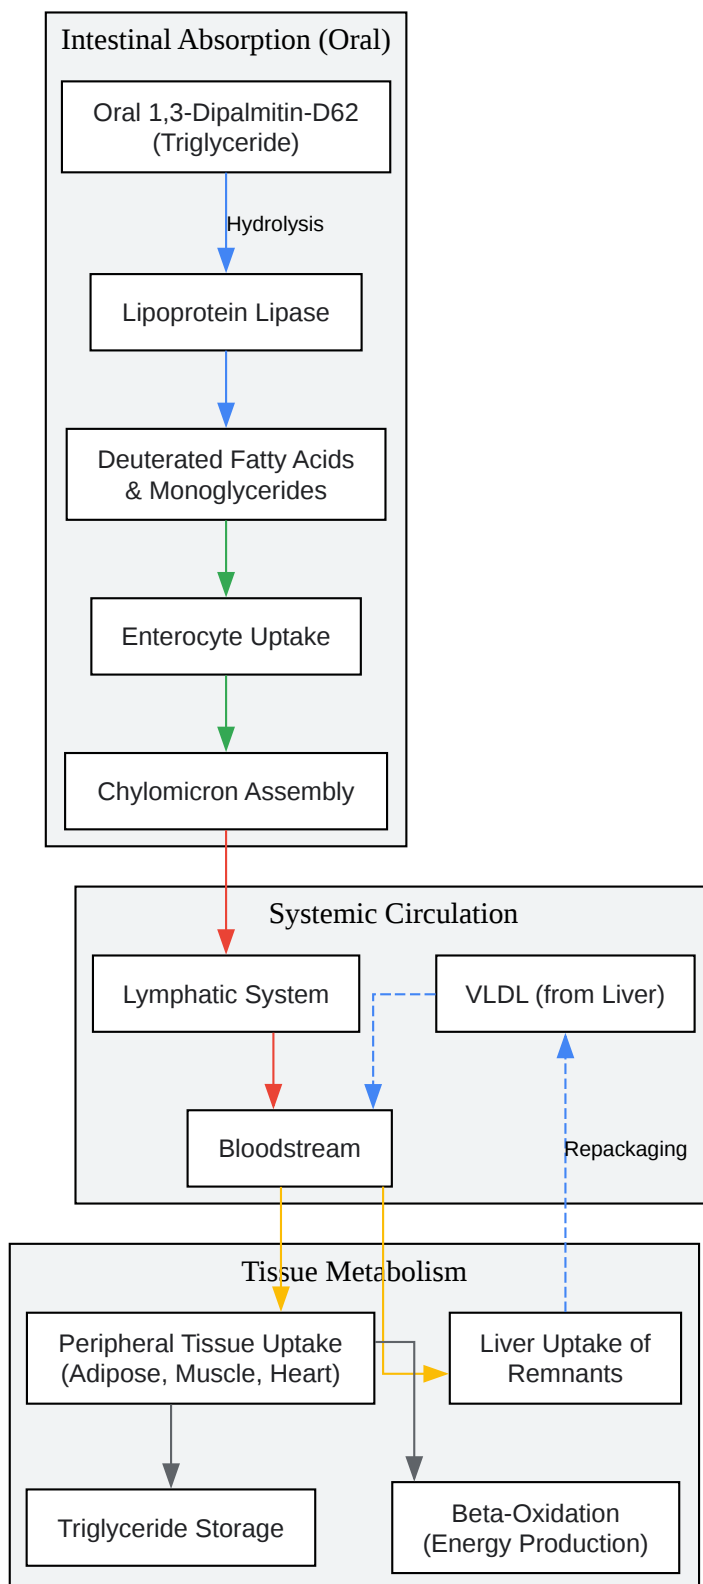 Intestinal Absorption (Oral)
Oral 1,3-Dipalmitin-D62
(Triglyceride)
Hydrolysis
Lipoprotein Lipase
Deuterated Fatty Acids
& Monoglycerides
Enterocyte Uptake
Chylomicron Assembly
Systemic Circulation
Lymphatic System
VLDL (from Liver)
Bloodstream
Repackaging
Tissue Metabolism
Peripheral Tissue Uptake
(Adipose, Muscle, Heart)
Liver Uptake of
Remnants
Triglyceride Storage
Beta-Oxidation
(Energy Production)